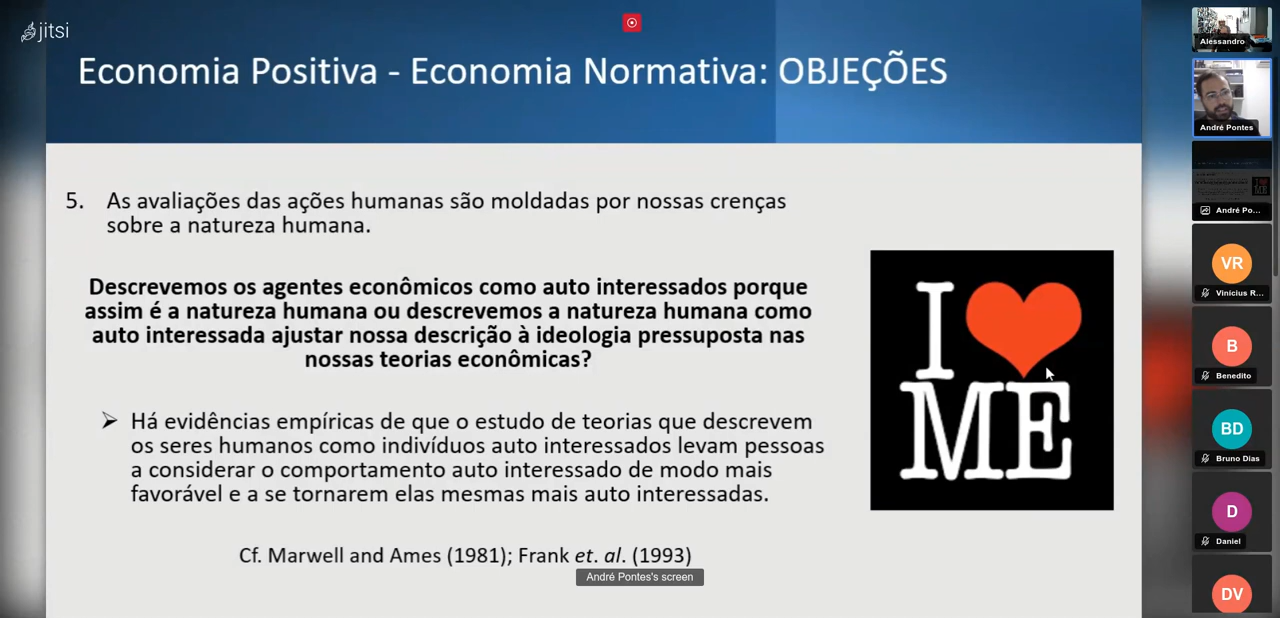 jitsi
Economia Positiva - Economia Normativa: OBJEÇÕES
5. As avaliações das ações humanas são moldadas por nossas crenças
sobre a natureza humana.
Descrevemos os agentes econômicos como auto interessados porque
assim é a natureza humana ou descrevemos a natureza humana como
auto interessada ajustar nossa descrição à ideologia pressuposta nas
nossas teorias econômicas?
➢ Há evidências empíricas de que o estudo de teorias que descrevem
os seres humanos como indivíduos auto interessados levam pessoas
a considerar o comportamento auto interessado de modo mais
favorável e a se tornarem elas mesmas mais auto interessadas.
Cf. Marwell and Ames (1981); Frank et. al. (1993)
André Pontes's screen
I
ME
Alessandro
André Pontes
André Po...
VR
Vinícius R...
B
Benedito
BD
Bruno Dias
D
Daniel
DV